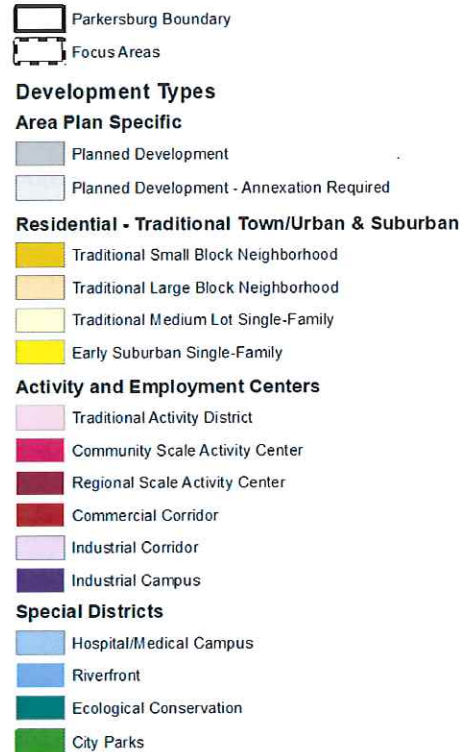 Parkersburg Boundary
Focus Areas
Development Types
Area Plan Specific
Planned Development
Planned Development - Annexation Required
Residential - Traditional Town/Urban & Suburban
Traditional Small Block Neighborhood
Traditional Large Block Neighborhood
Traditional Medium Lot Single-Family
Early Suburban Single-Family
Activity and Employment Centers
Traditional Activity District
Community Scale Activity Center
Regional Scale Activity Center
Commercial Corridor
Industrial Corridor
Industrial Campus
Special Districts
Hospital/Medical Campus
Riverfront
Ecological Conservation
City Parks